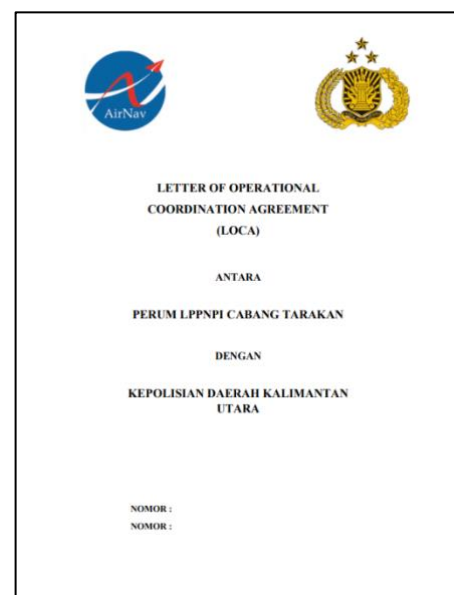 AirNav
LETTER OF OPERATIONAL
COORDINATION AGREEMENT
(LOCA)
ANTARA
PERUM LPPNPI CABANG TARAKAN
DENGAN
KEPOLISIAN DAERAH KALIMANTAN
UTARA
NOMOR :
NOMOR :